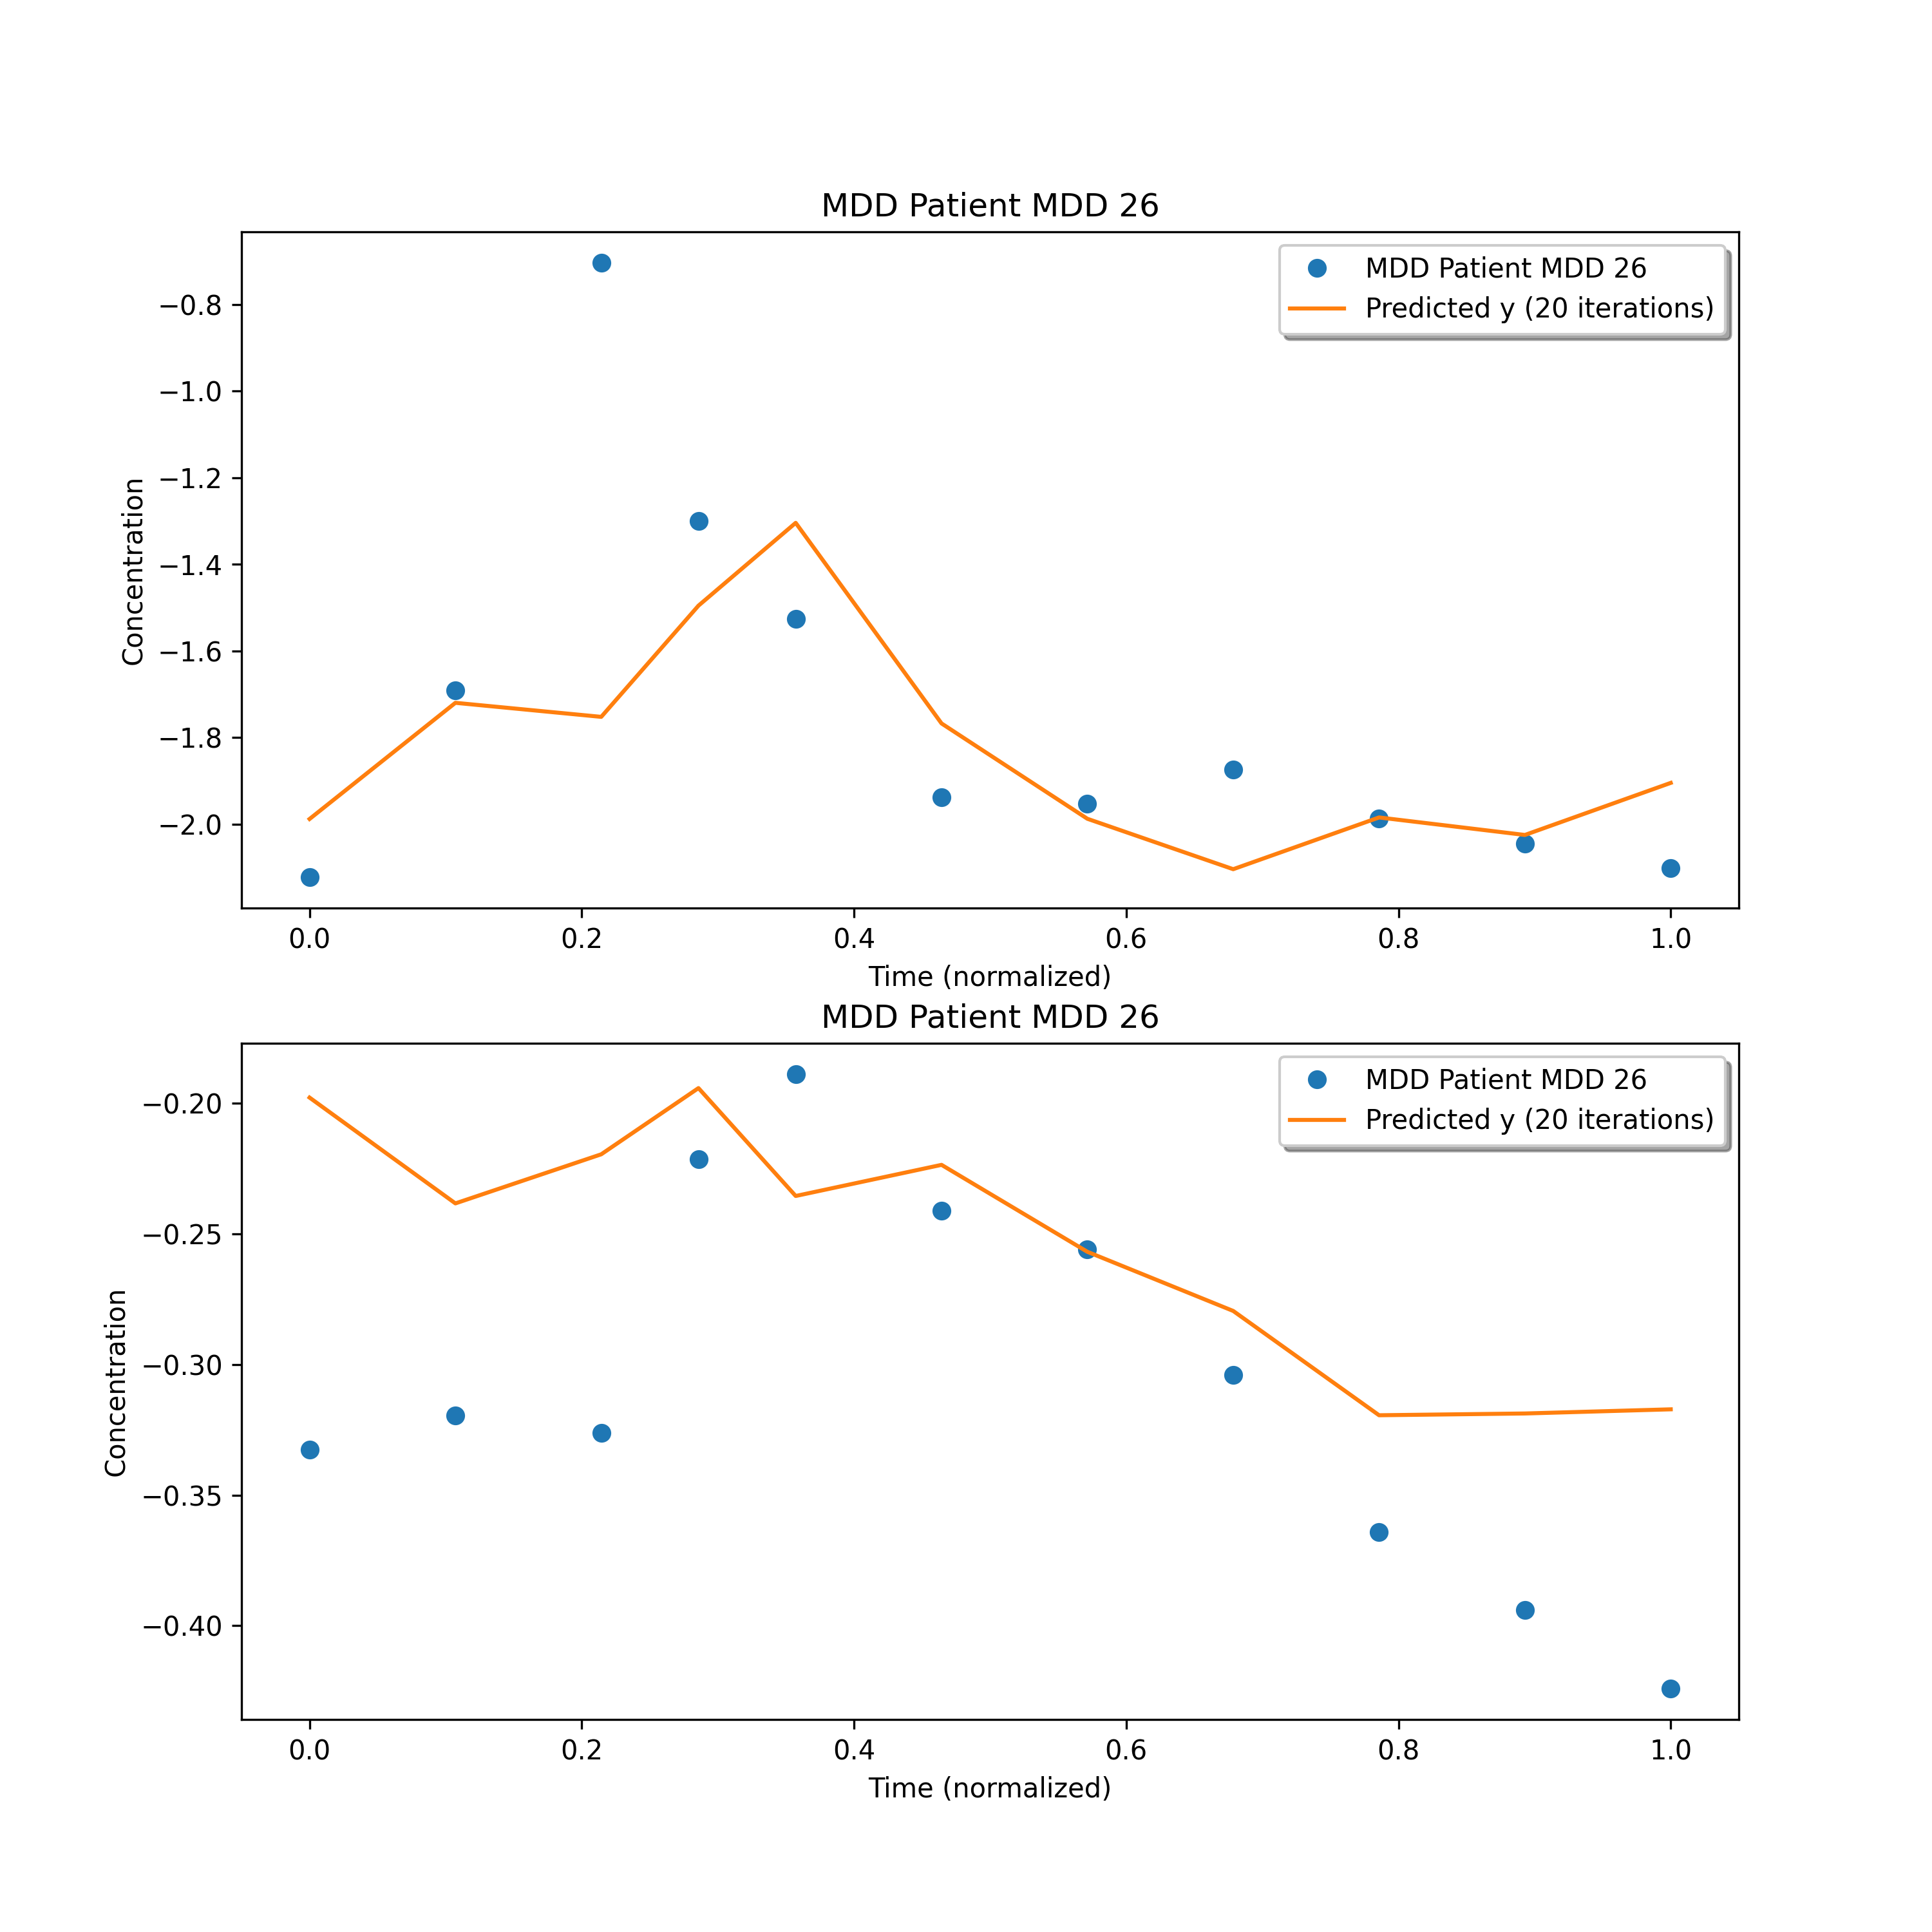 MDD Patient MDD 26
MDD Patient MDD 26
Predicted y (20 iterations)
Concentration
−0.8
−1.0
−1.2
−1.4
−1.6
−1.8
−2.0
0.0 0.2 0.4 0.6 0.8 1.0
Time (normalized)
MDD Patient MDD 26
MDD Patient MDD 26
Predicted y (20 iterations)
Concentration
−0.20
−0.25
−0.30
−0.35
−0.40
0.0 0.2 0.4 0.6 0.8 1.0
Time (normalized)